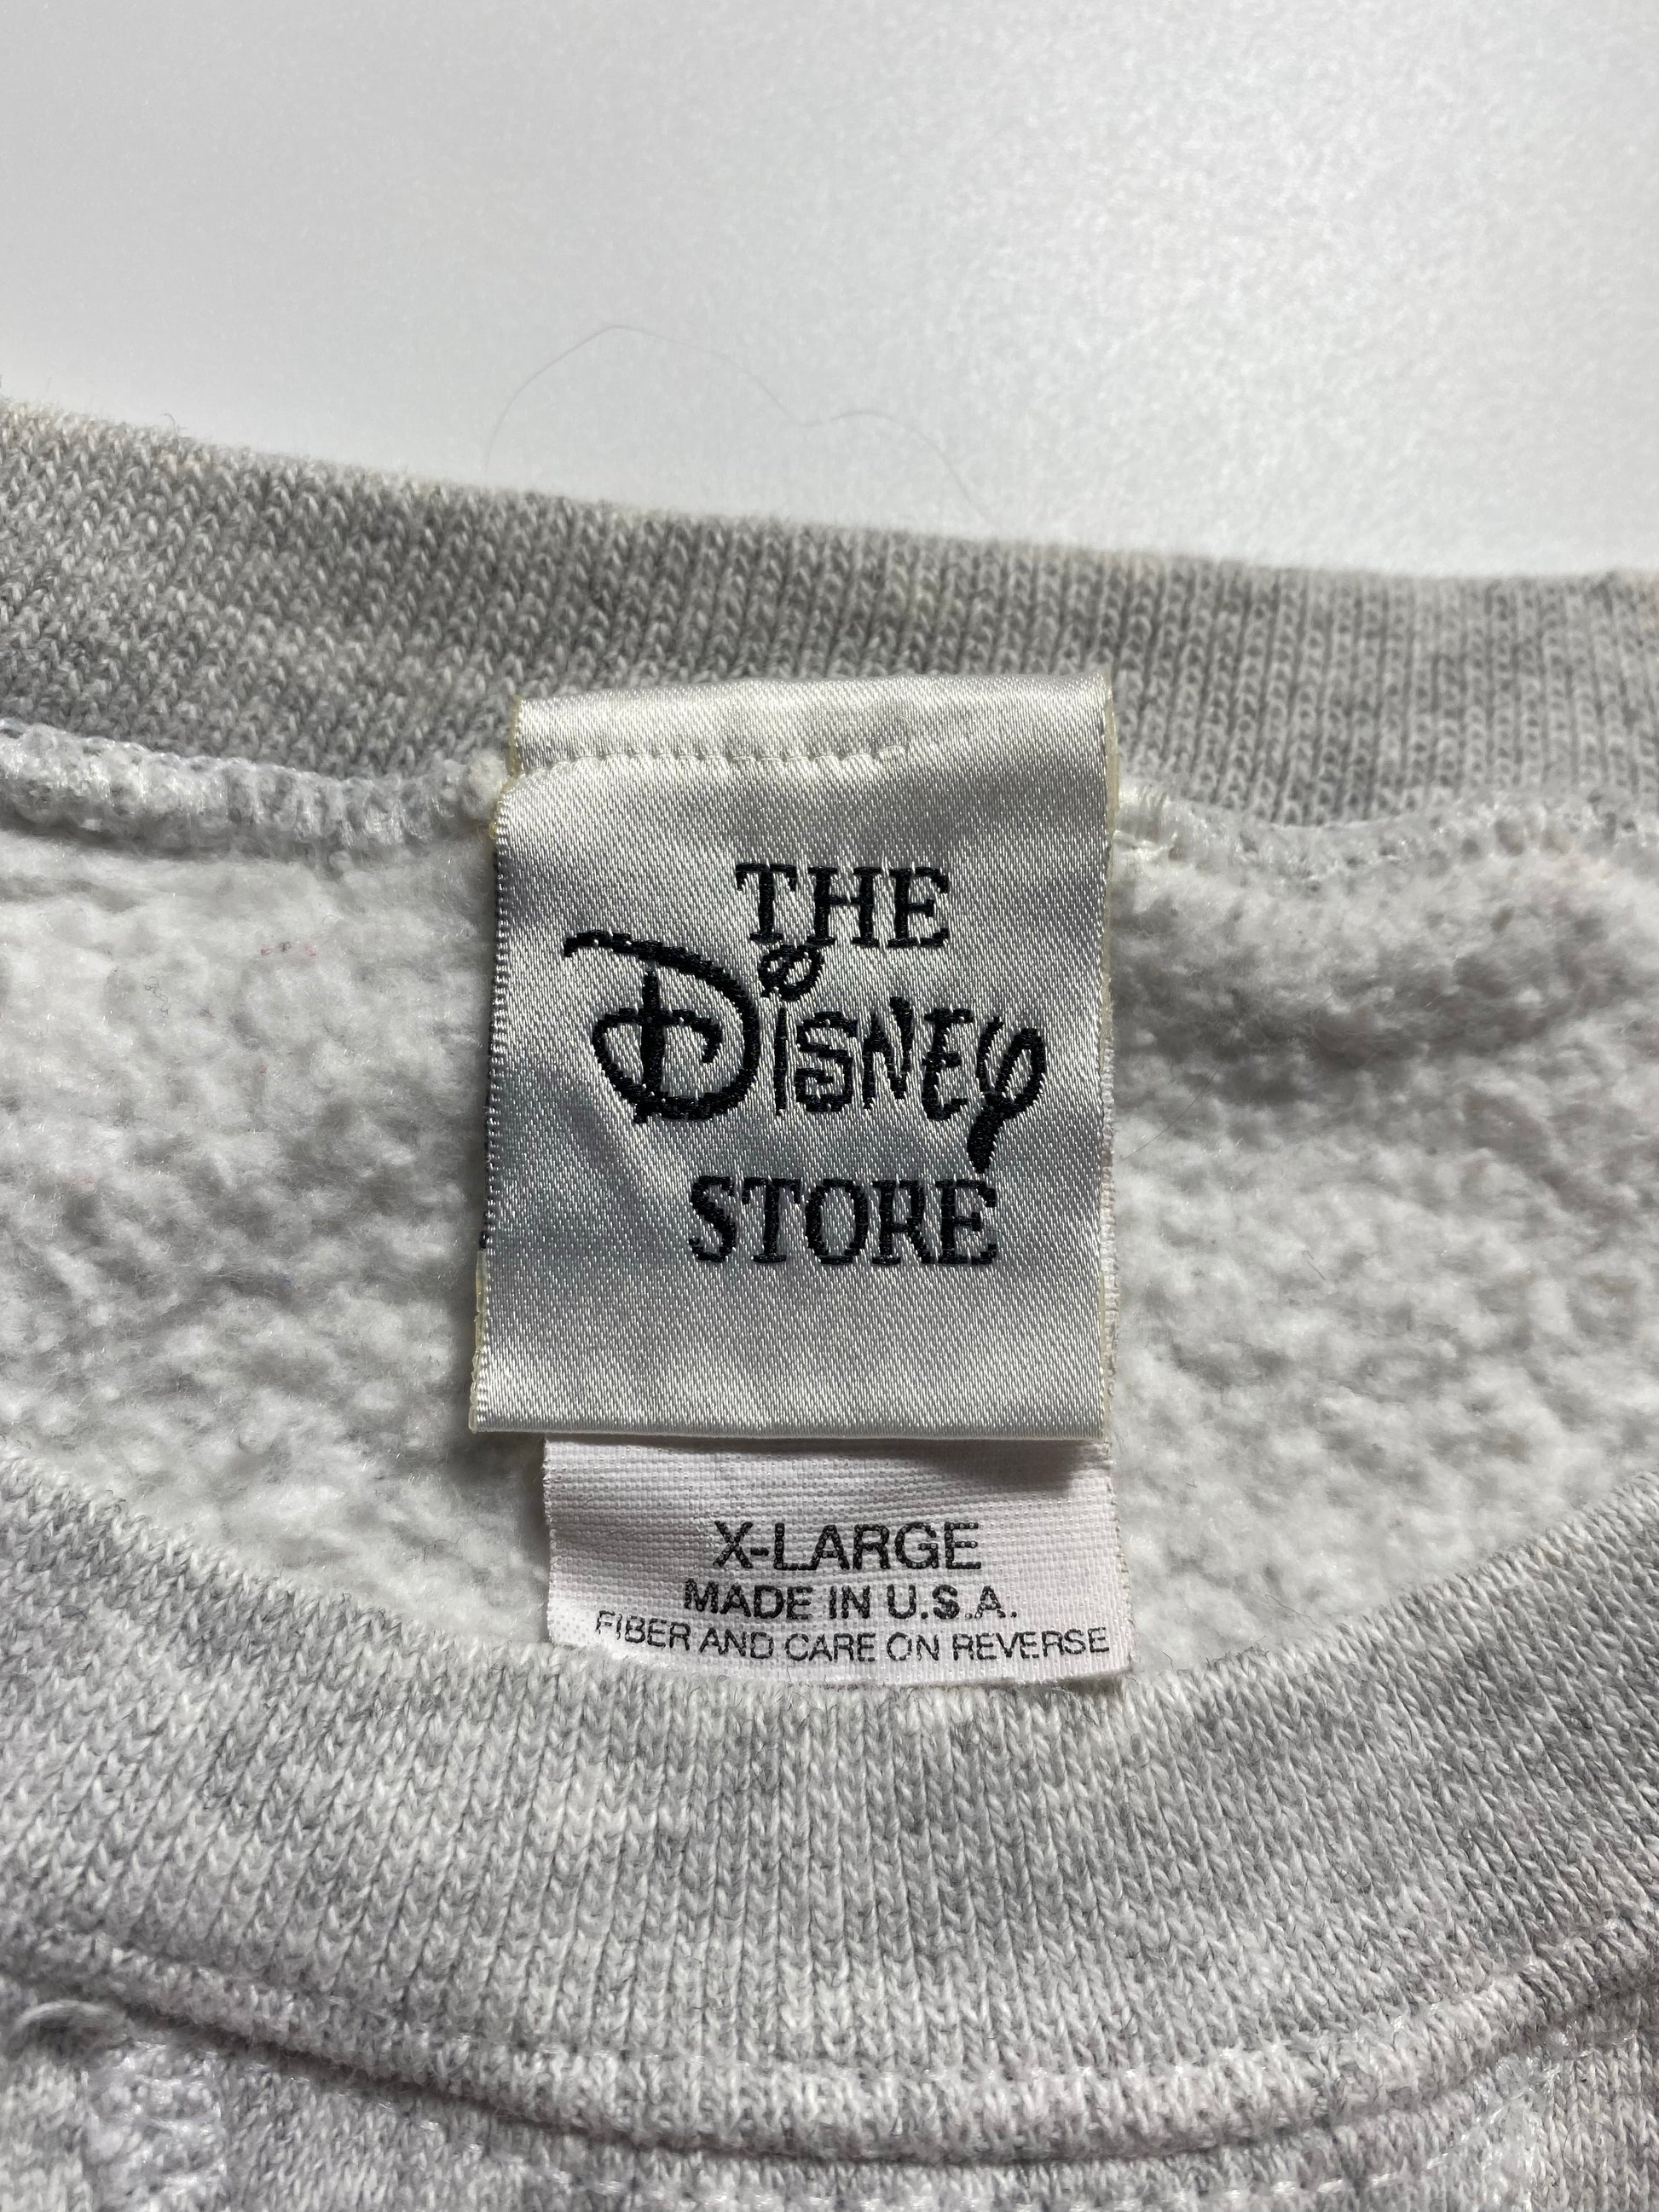 THE
DISNEY
STORE
X-LARGE
MADE IN U.S.A.
FIBER AND CARE ON REVERSE